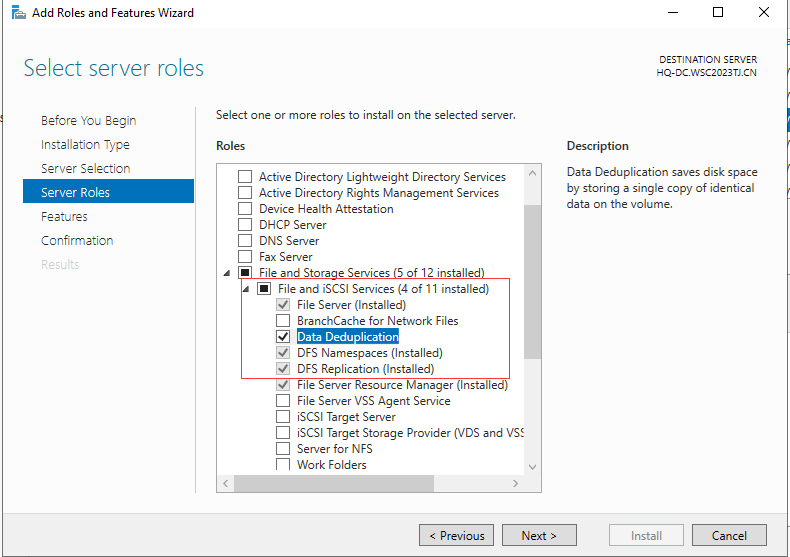 Add Roles and Features Wizard
Select server roles
DESTINATION SERVER
HQ-DC.WSC2023TJ.CN
Before You Begin
Installation Type
Server Selection
Server Roles
Features
Confirmation
Results
Select one or more roles to install on the selected server.
Roles
Active Directory Lightweight Directory Services
Active Directory Rights Management Services
Device Health Attestation
DHCP Server
DNS Server
Fax Server
File and Storage Services (5 of 12 installed)
File and iSCSI Services (4 of 11 installed)
File Server (Installed)
BranchCache for Network Files
Data Deduplication
DFS Namespaces (Installed)
DFS Replication (Installed)
File Server Resource Manager (Installed)
File Server VSS Agent Service
iSCSI Target Server
iSCSI Target Storage Provider (VDS and VSS
Server for NFS
Work Folders
Description
Data Deduplication saves disk space
by storing a single copy of identical
data on the volume.
< Previous
Next >
Install
Cancel